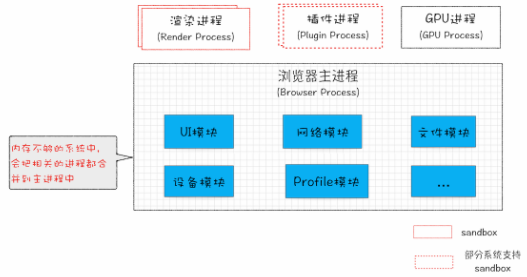 渲染进程
(Render Process)
插件进程
(Plugin Process)
GPU进程
(GPU Process)
浏览器主进程
(Browser Process)
UI模块
网络模块
文件模块
内存不够的系统中,
会把相关的进程都合
并到主进程中
设备模块
Profile模块
...
sandbox
部分系统支持
sandbox